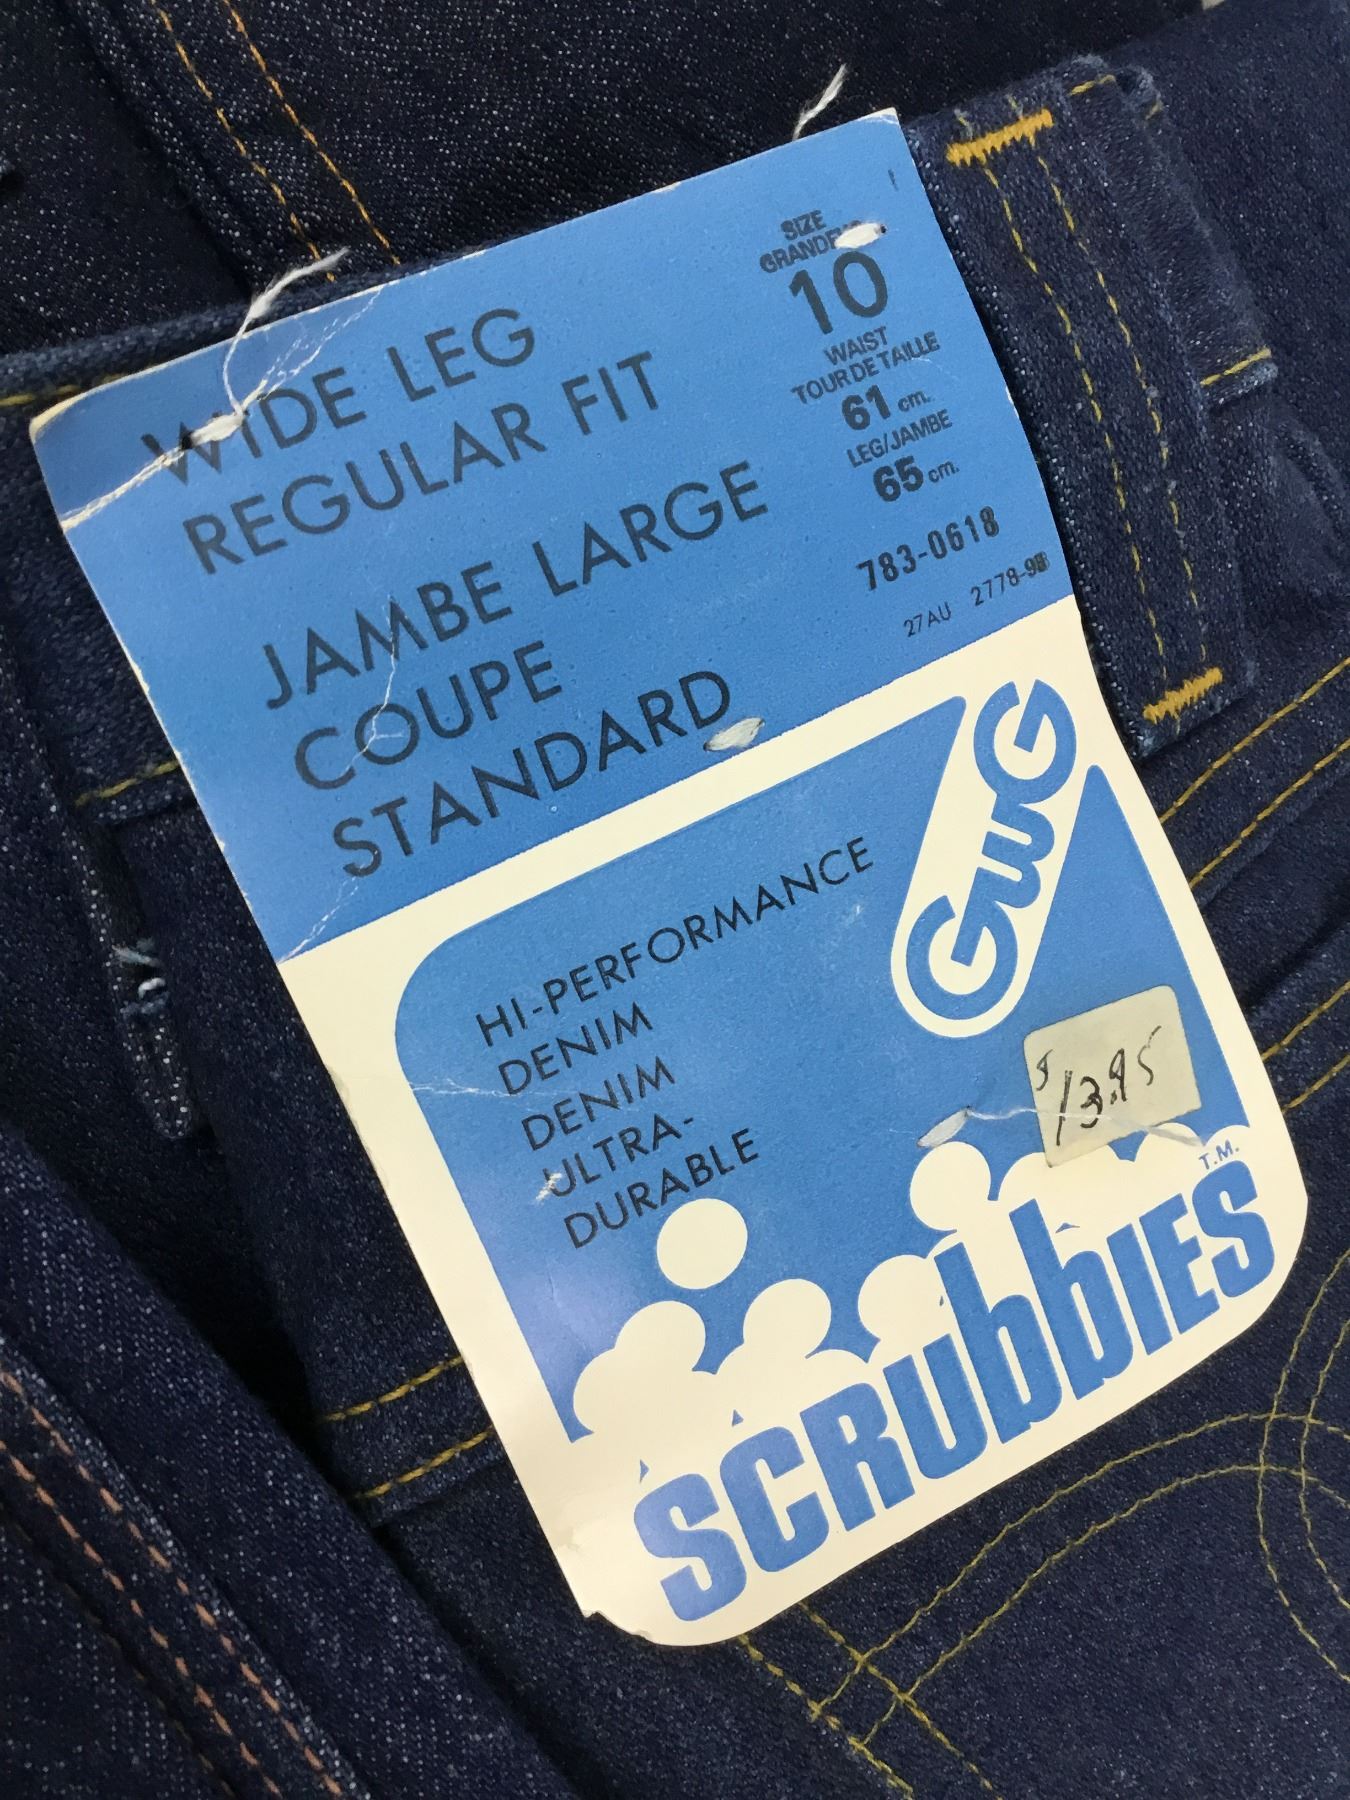 WIDE LEG
REGULAR FIT
JAMBE LARGE
COUPE
STANDARD
SIZE
GRANDEUR
10
WAIST
TOUR DE TAILLE
61 cm.
LEG/JAMBE
65 cm.
783-0618
27AU
GWG
HI-PERFORMANCE
DENIM
DENIM
ULTRA-
DURABLE
$13.95
T.M.
SCRubbIES